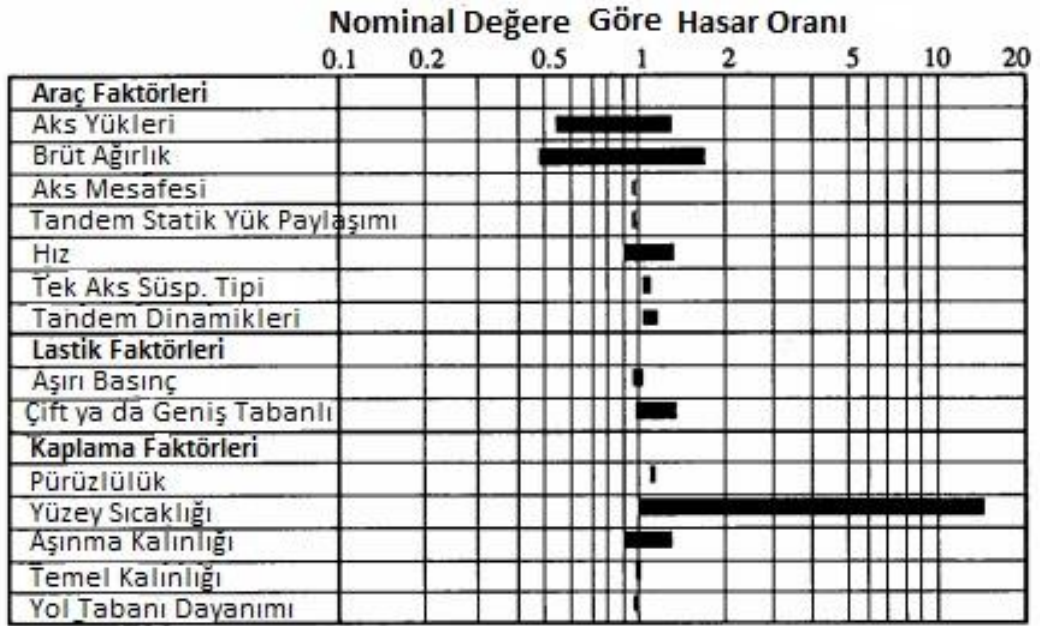 Nominal Değere Göre Hasar Oranı
0.1 0.2 0.5 1 2 5 10 20
Araç Faktörleri
Aks Yükleri
Brüt Ağırlık
Aks Mesafesi
Tandem Statik Yük Paylaşımı
Hız
Tek Aks Süsp. Tipi
Tandem Dinamikleri
Lastik Faktörleri
Aşırı Basınç
Çift ya da Geniş Tabanlı
Kaplama Faktörleri
Pürüzlülük
Yüzey Sıcaklığı
Aşınma Kalınlığı
Temel Kalınlığı
Yol Tabanı Dayanımı